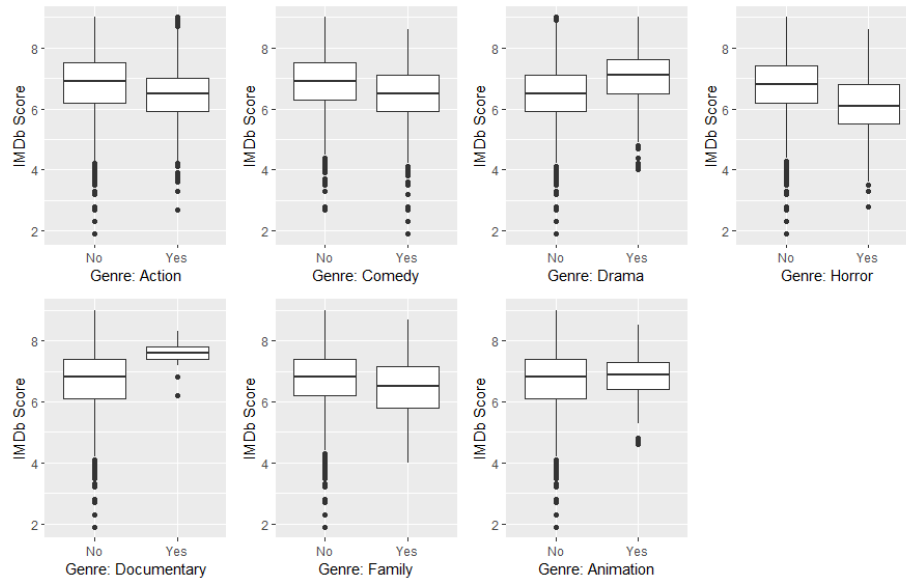 IMDb Score
8
6
4
2
No Yes
Genre: Action
IMDb Score
8
6
4
2
No Yes
Genre: Comedy
IMDb Score
8
6
4
2
No Yes
Genre: Drama
IMDb Score
8
6
4
2
No Yes
Genre: Horror
IMDb Score
8
6
4
2
No Yes
Genre: Documentary
IMDb Score
8
6
4
2
No Yes
Genre: Family
IMDb Score
8
6
4
2
No Yes
Genre: Animation